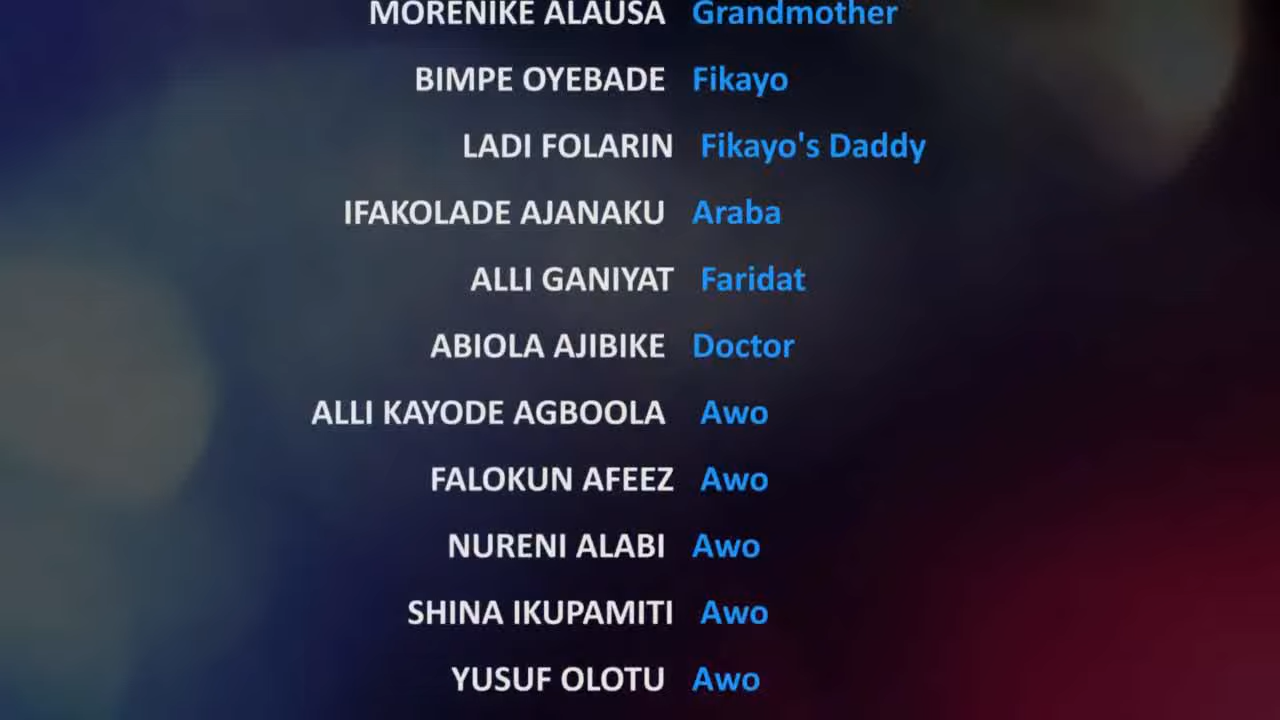 MORENIKE ALAUSA Grandmother
BIMPE OYEBADE Fikayo
LADI FOLARIN Fikayo's Daddy
IFAKOLADE AJANAKU Araba
ALLI GANIYAT Faridat
ABIOLA AJIBIKE Doctor
ALLI KAYODE AGBOOLA Awo
FALOKUN AFEEZ Awo
NURENI ALABI Awo
SHINA IKUPAMITI Awo
YUSUF OLOTU Awo